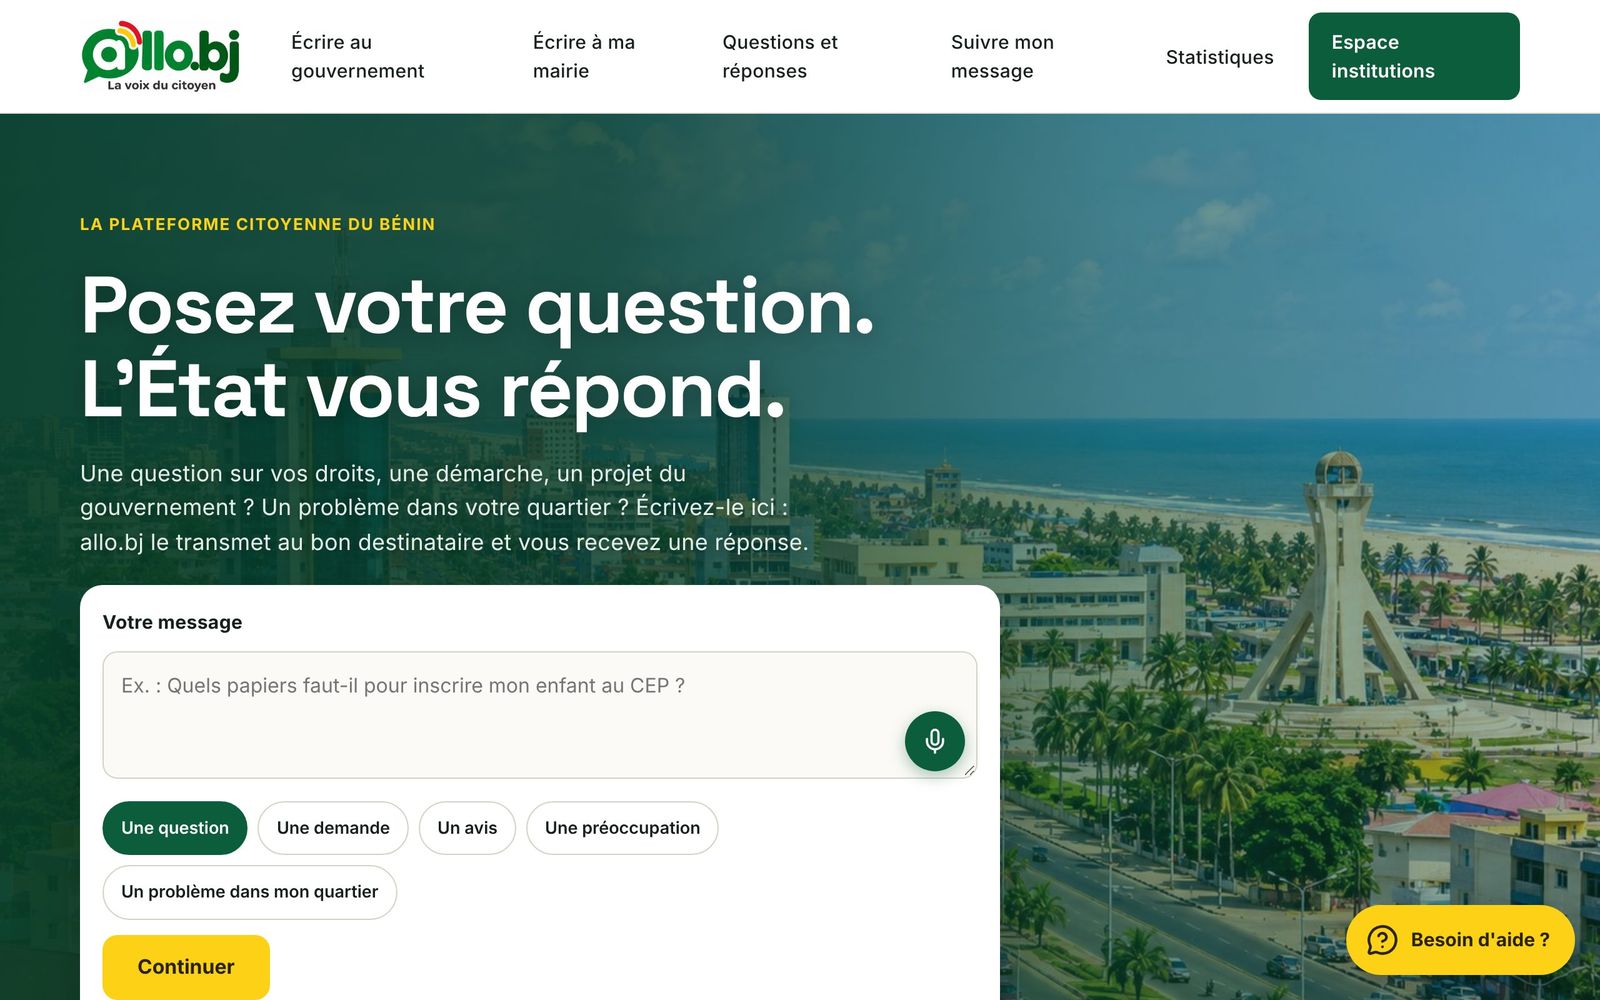 allo.bj
La voix du citoyen
Écrire au
gouvernement
Écrire à ma
mairie
Questions et
réponses
Suivre mon
message
Statistiques
Espace
institutions
LA PLATEFORME CITOYENNE DU BÉNIN
Posez votre question.
L’État vous répond.
Une question sur vos droits, une démarche, un projet du
gouvernement ? Un problème dans votre quartier ? Écrivez-le ici :
allo.bj le transmet au bon destinataire et vous recevez une réponse.
Votre message
Ex. : Quels papiers faut-il pour inscrire mon enfant au CEP ?
Une question
Une demande
Un avis
Une préoccupation
Un problème dans mon quartier
Continuer
Besoin d'aide ?